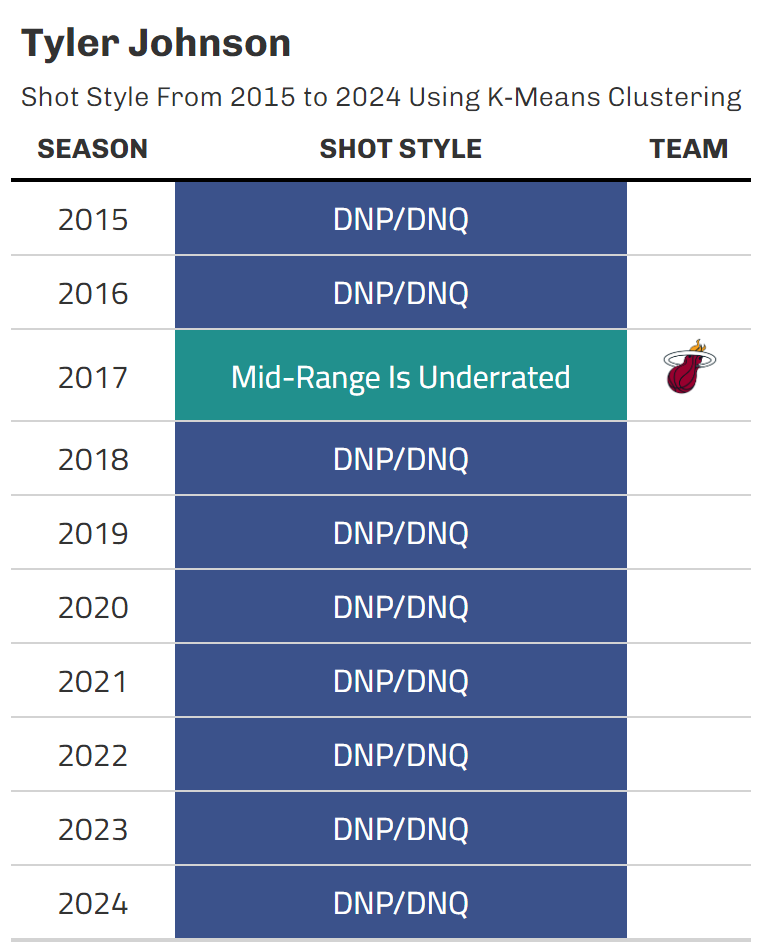 Tyler Johnson
Shot Style From 2015 to 2024 Using K-Means Clustering
SEASON SHOT STYLE TEAM
2015 DNP/DNQ
2016 DNP/DNQ
2017 Mid-Range Is Underrated
2018 DNP/DNQ
2019 DNP/DNQ
2020 DNP/DNQ
2021 DNP/DNQ
2022 DNP/DNQ
2023 DNP/DNQ
2024 DNP/DNQ